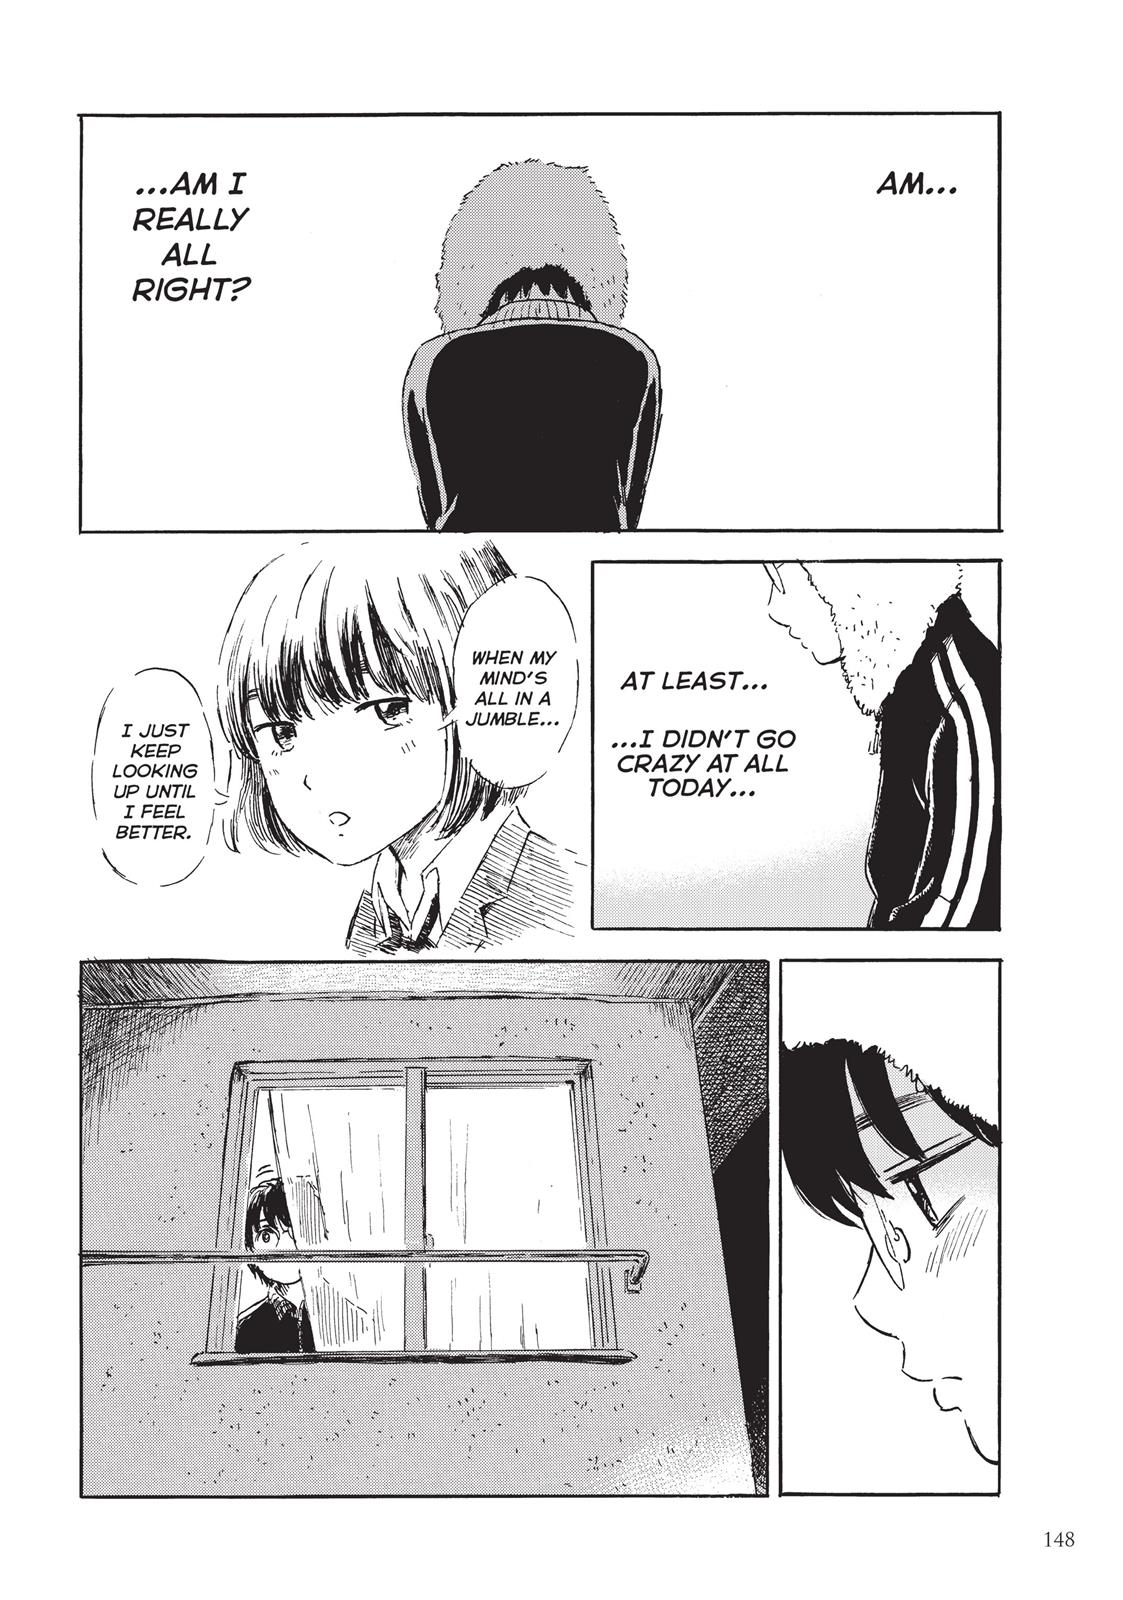 AM...
...AM I
REALLY
ALL
RIGHT?
AT LEAST...
...I DIDN'T GO
CRAZY AT ALL
TODAY...
WHEN MY
MIND'S
ALL IN A
JUMBLE...
I JUST
KEEP
LOOKING
UP UNTIL
I FEEL
BETTER.
148